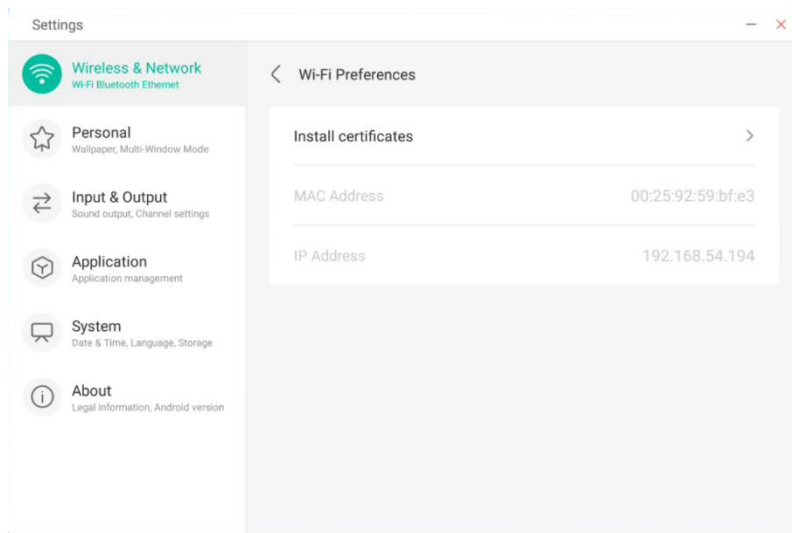 Settings
Wireless & Network
Wi-Fi Bluetooth Ethernet
Personal
Wallpaper, Multi-Window Mode
Input & Output
Sound output, Channel settings
Application
Application management
System
Date & Time, Language, Storage
About
Legal information, Android version
Wi-Fi Preferences
Install certificates
MAC Address 00:25:92:59:bf:e3
IP Address 192.168.54.194